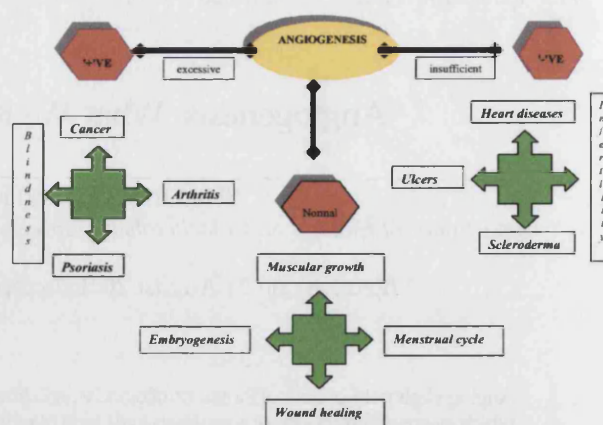 ANGIOGENESIS
'+'VE
excessive
insufficient
'-'VE
Normal
Blindness
Cancer
Arthritis
Psoriasis
Heart diseases
Ulcers
Scleroderma
Infertility
Muscular growth
Embryogenesis
Menstrual cycle
Wound healing